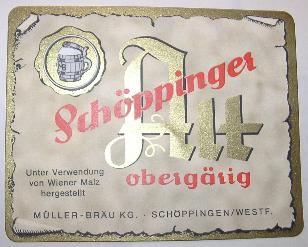 Schöppinger
Alt
obergärig
Unter Verwendung
von Wiener Malz
hergestellt
MÜLLER-BRÄU KG. · SCHÖPPINGEN/WESTF.